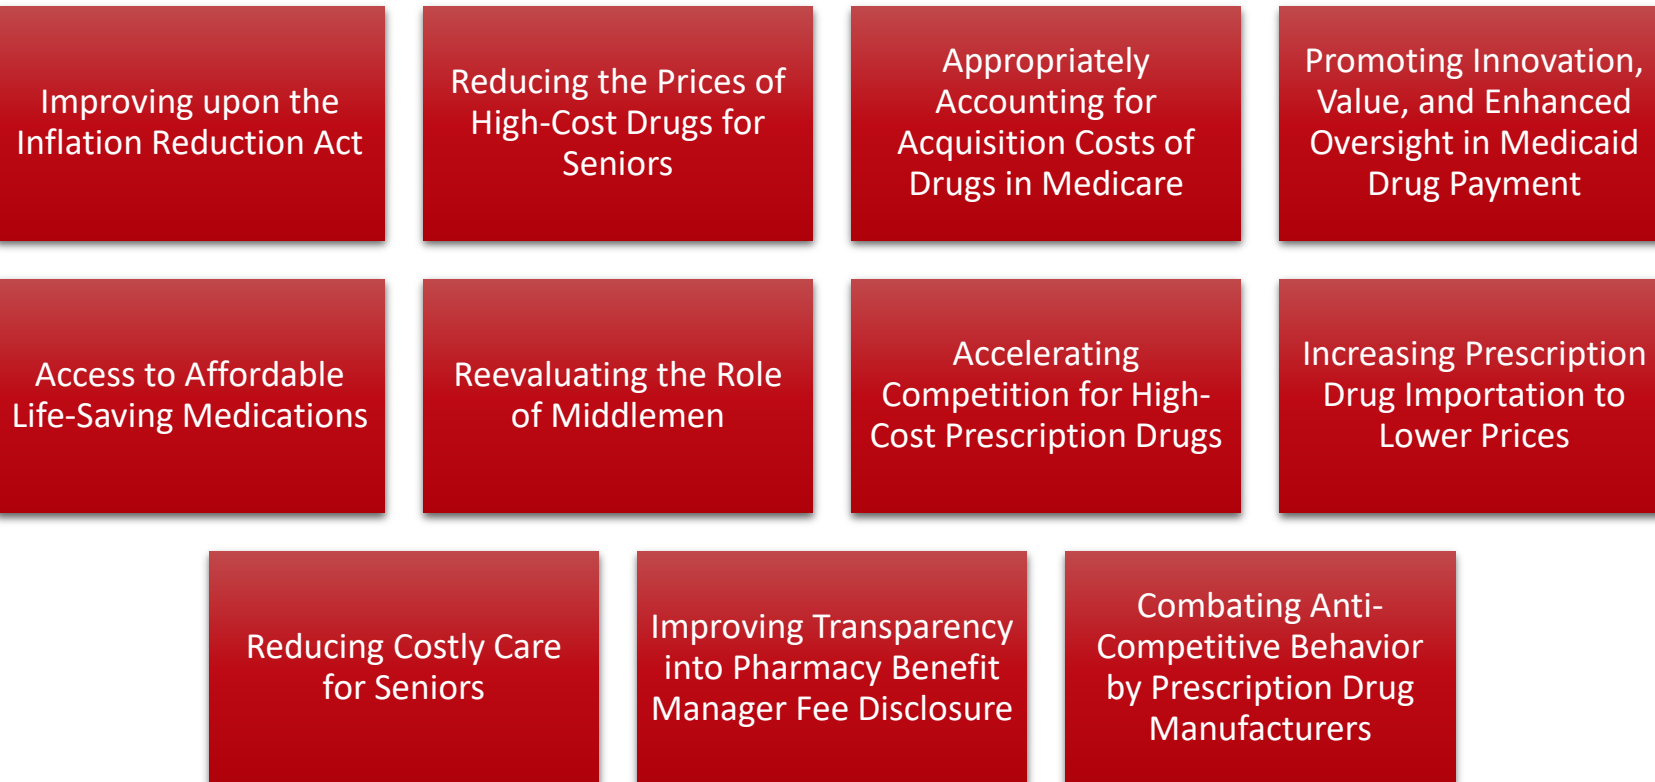 Improving upon the
Inflation Reduction Act
Reducing the Prices of
High-Cost Drugs for
Seniors
Appropriately
Accounting for
Acquisition Costs of
Drugs in Medicare
Promoting Innovation,
Value, and Enhanced
Oversight in Medicaid
Drug Payment
Access to Affordable
Life-Saving Medications
Reevaluating the Role
of Middlemen
Accelerating
Competition for High-
Cost Prescription Drugs
Increasing Prescription
Drug Importation to
Lower Prices
Reducing Costly Care
for Seniors
Improving Transparency
into Pharmacy Benefit
Manager Fee Disclosure
Combating Anti-
Competitive Behavior
by Prescription Drug
Manufacturers